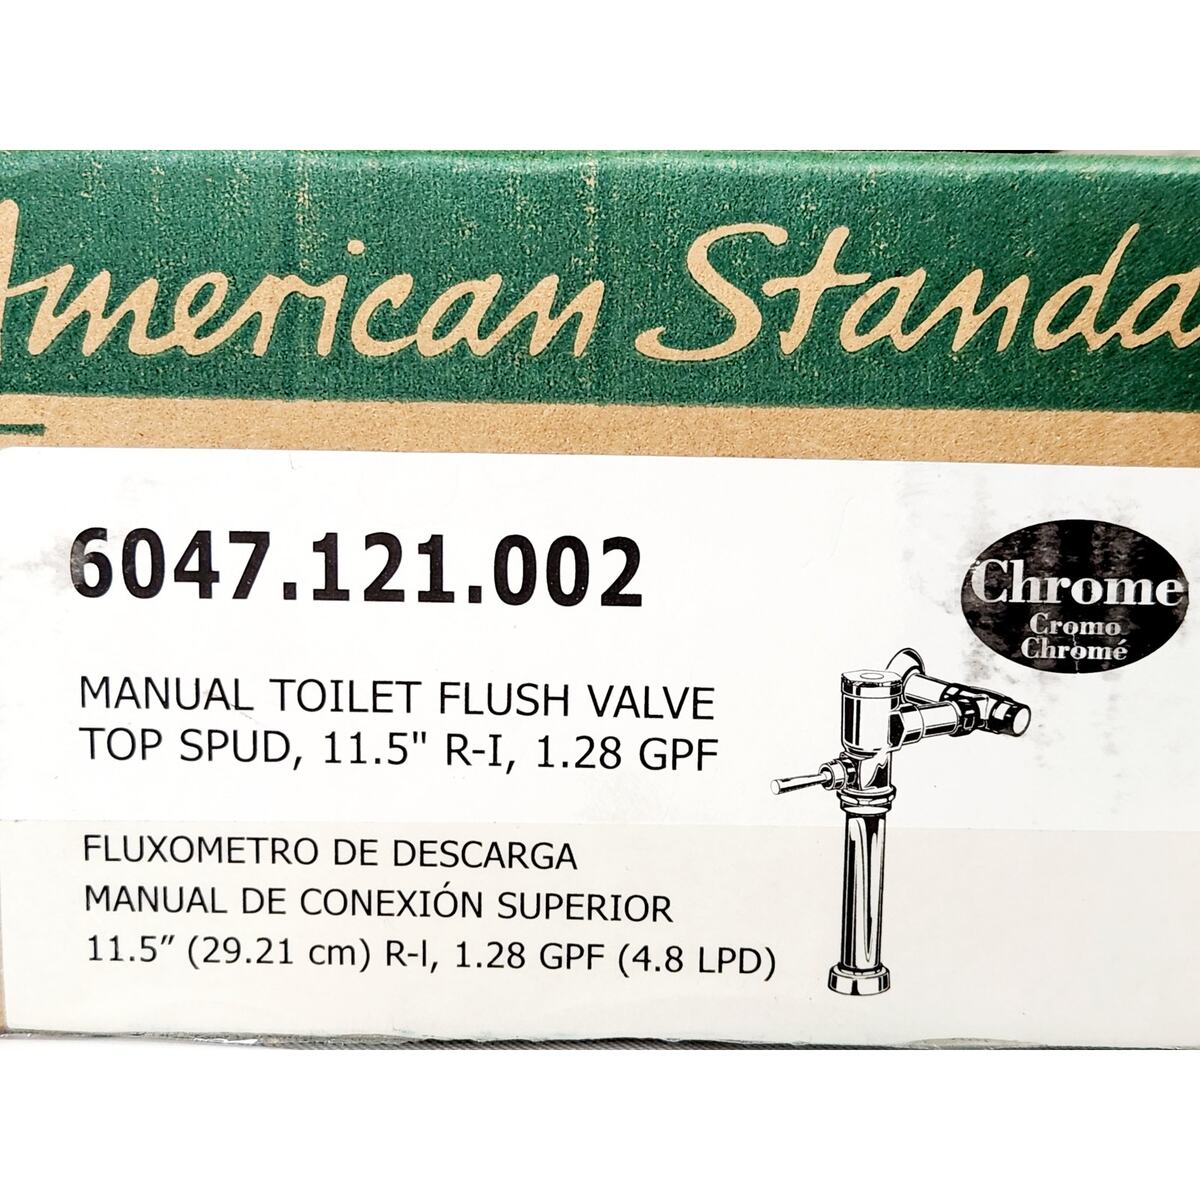 American Standa
6047.121.002
Chrome
Cromo
Chromé
MANUAL TOILET FLUSH VALVE
TOP SPUD, 11.5" R-I, 1.28 GPF
FLUXOMETRO DE DESCARGA
MANUAL DE CONEXIÓN SUPERIOR
11.5” (29.21 cm) R-l, 1.28 GPF (4.8 LPD)